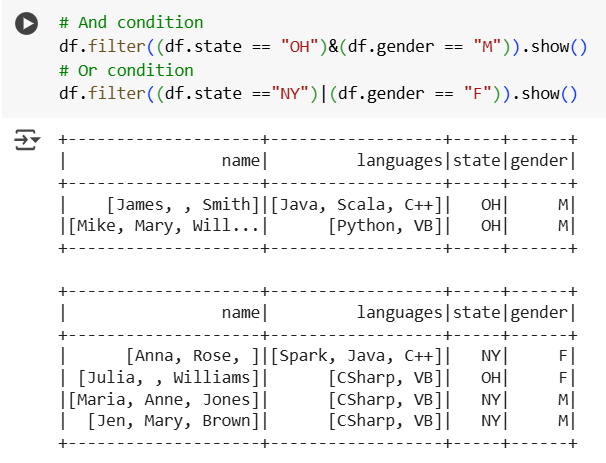 # And condition
df.filter((df.state == "OH")&(df.gender == "M")).show()
# Or condition
df.filter((df.state =="NY")|(df.gender == "F")).show()
+--------------------+------------------+-----+------+
|                name|         languages|state|gender|
+--------------------+------------------+-----+------+
|    [James, , Smith]|[Java, Scala, C++]|   OH|     M|
|[Mike, Mary, Will...|      [Python, VB]|   OH|     M|
+--------------------+------------------+-----+------+
+--------------------+------------------+-----+------+
|                name|         languages|state|gender|
+--------------------+------------------+-----+------+
|      [Anna, Rose, ]|[Spark, Java, C++]|   NY|     F|
| [Julia, , Williams]|      [CSharp, VB]|   OH|     F|
|[Maria, Anne, Jones]|      [CSharp, VB]|   NY|     M|
|  [Jen, Mary, Brown]|      [CSharp, VB]|   NY|     M|
+--------------------+------------------+-----+------+